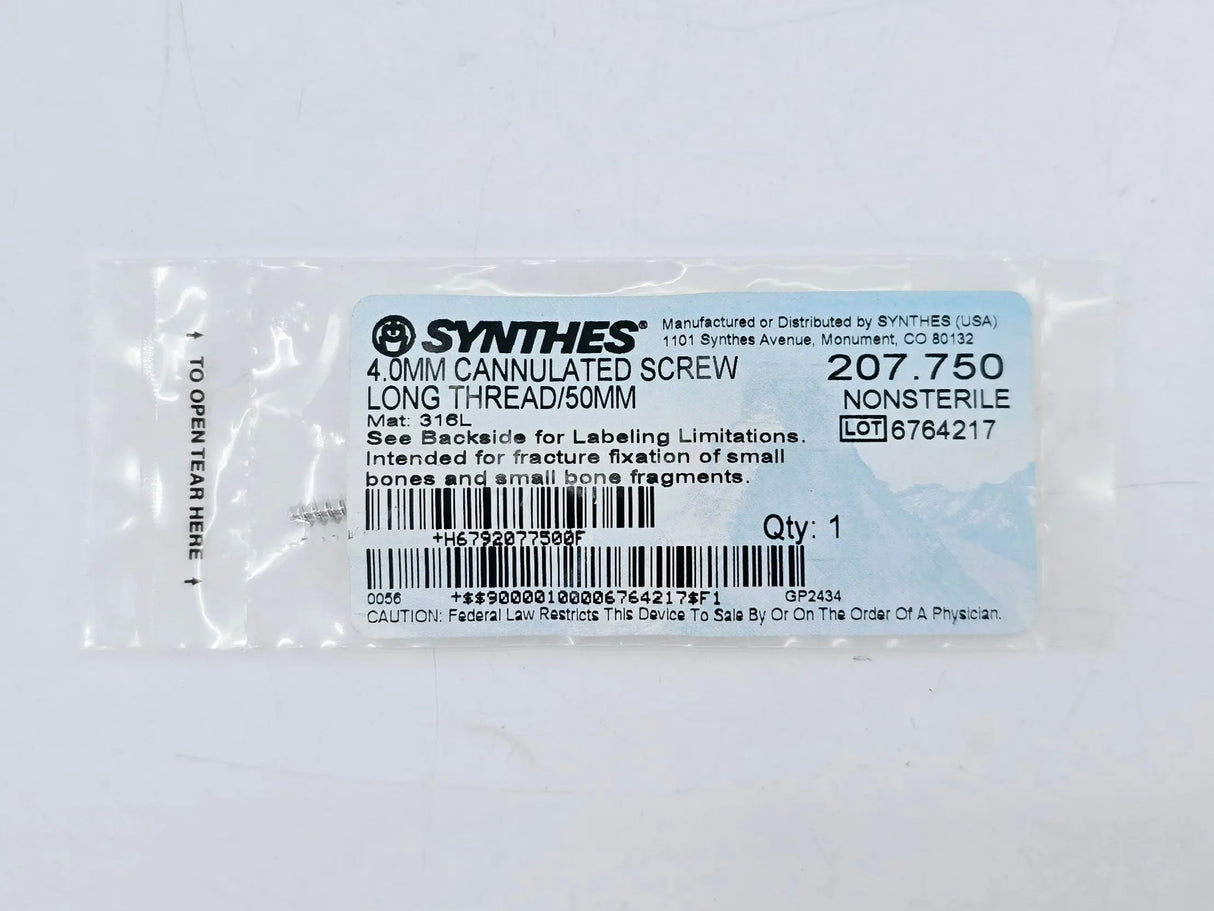 ↑ TO OPEN TEAR HERE ↑
SYNTHES®
Manufactured or Distributed by SYNTHES (USA)
1101 Synthes Avenue, Monument, CO 80132
4.0MM CANNULATED SCREW
207.750
LONG THREAD/50MM
NONSTERILE
Mat: 316L
LOT 6764217
See Backside for Labeling Limitations.
Intended for fracture fixation of small
bones and small bone fragments.
Qty: 1
+H6792077500F
0056 +$$90000100006764217$F1 GP2434
CAUTION: Federal Law Restricts This Device To Sale By Or On The Order Of A Physician.